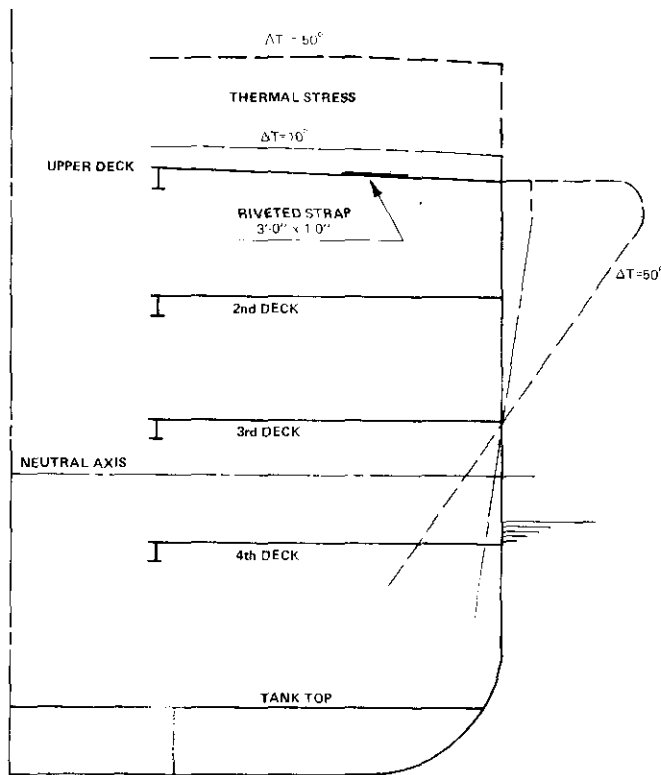 ΔT = 50°
THERMAL STRESS
ΔT=10°
UPPER DECK
RIVETED STRAP
3'-0" x 1.0"
2nd DECK
ΔT=50°
3rd DECK
NEUTRAL AXIS
4th DECK
TANK TOP